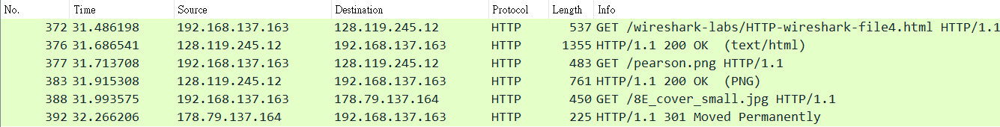 No. Time Source Destination Protocol Length Info
372 31.486198 192.168.137.163 128.119.245.12 HTTP 537 GET /wireshark-labs/HTTP-wireshark-file4.html HTTP/1.1
376 31.686541 128.119.245.12 192.168.137.163 HTTP 1355 HTTP/1.1 200 OK (text/html)
377 31.713708 192.168.137.163 128.119.245.12 HTTP 483 GET /pearson.png HTTP/1.1
383 31.915308 128.119.245.12 192.168.137.163 HTTP 761 HTTP/1.1 200 OK (PNG)
388 31.993575 192.168.137.163 178.79.137.164 HTTP 450 GET /8E_cover_small.jpg HTTP/1.1
392 32.266206 178.79.137.164 192.168.137.163 HTTP 225 HTTP/1.1 301 Moved Permanently